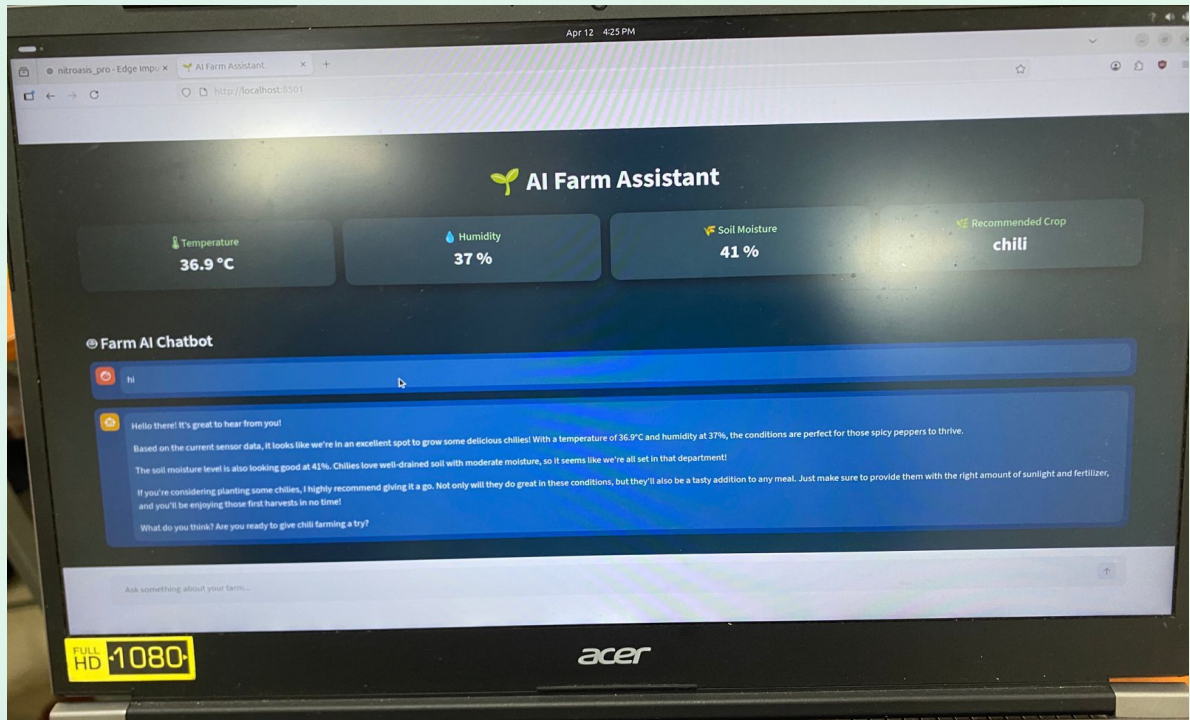 Apr 12 4:25 PM
nitroasis_pro - Edge Impu
AI Farm Assistant
http://localhost:8501
AI Farm Assistant
Temperature
36.9 °C
Humidity
37 %
Soil Moisture
41 %
Recommended Crop
chili
Farm AI Chatbot
hi
Hello there! It's great to hear from you!
Based on the current sensor data, it looks like we're in an excellent spot to grow some delicious chilies! With a temperature of 36.9°C and humidity at 37%, the conditions are perfect for those spicy peppers to thrive.
The soil moisture level is also looking good at 41%. Chilies love well-drained soil with moderate moisture, so it seems like we're all set in that department!
If you're considering planting some chilies, I highly recommend giving it a go. Not only will they do great in these conditions, but they'll also be a tasty addition to any meal. Just make sure to provide them with the right amount of sunlight and fertilizer,
and you'll be enjoying those first harvests in no time!
What do you think? Are you ready to give chili farming a try?
Ask something about your farm...
FULL HD 1080
acer